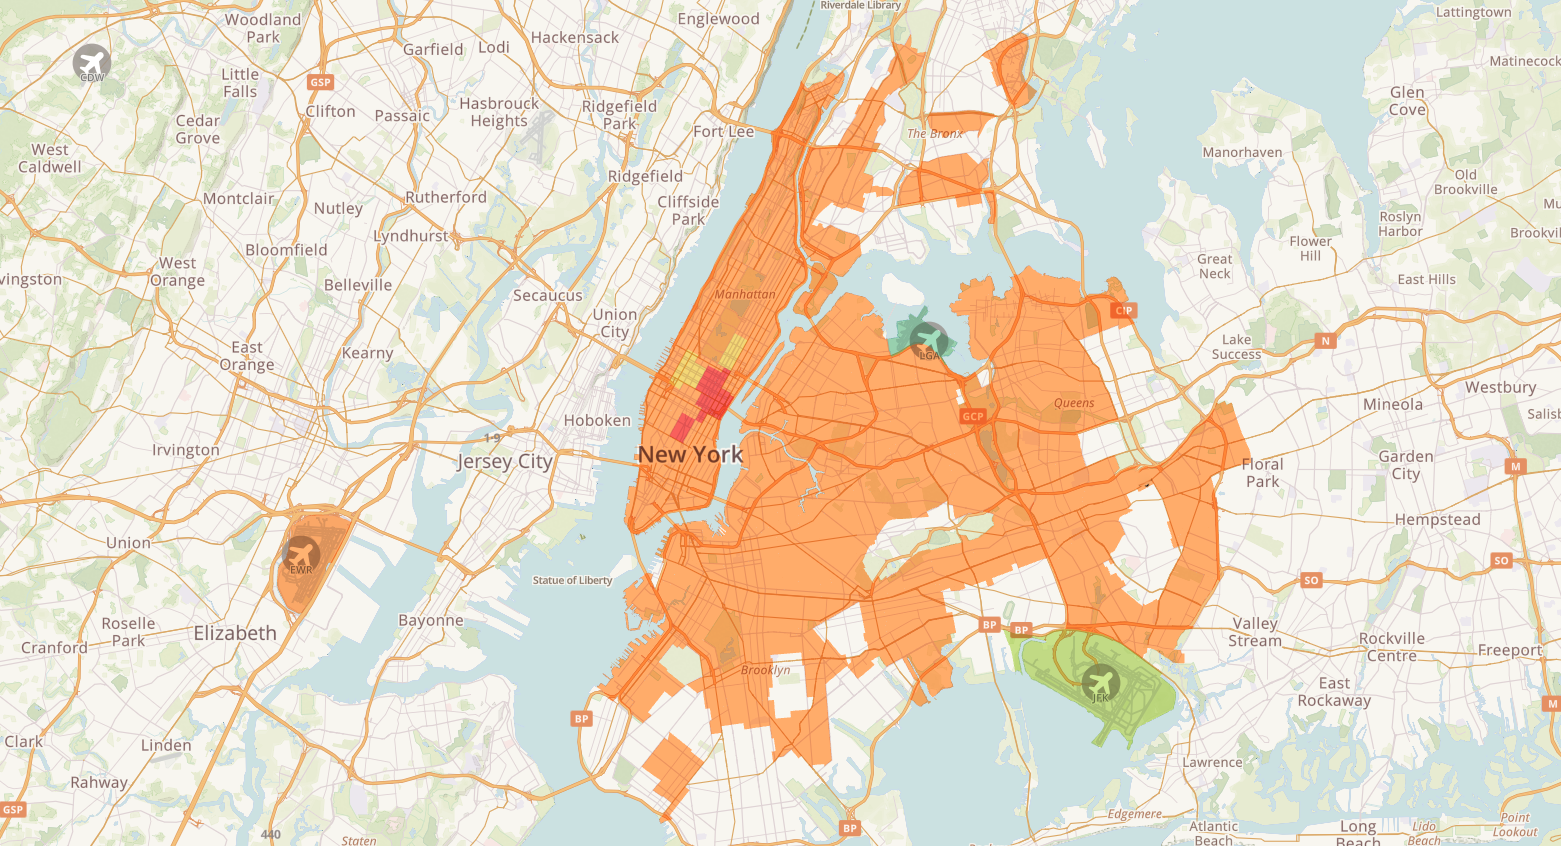 Riverdale Library
Woodland
Park
Englewood
Lattingtown
Garfield
Lodi
Hackensack
CDW
GSP
Little
Falls
Matinecock
Glen
Cove
Clifton
Passaic
Hasbrouck
Heights
Ridgefield
Park
Cedar
Grove
Fort Lee
The Bronx
West
Caldwell
Manorhaven
Ridgefield
Old
Brookville
Montclair
Nutley
Rutherford
Cliffside
Park
Roslyn
Harbor
Lyndhurst
Bloomfield
Flower
Hill
West
Orange
Great
Neck
Belleville
Secaucus
Manhattan
East Hills
Union
City
CIP
N
Kearny
East
Orange
LGA
Lake
Success
Westbury
Queens
Mineola
GCP
Hoboken
1-9
Irvington
New York
Jersey City
Floral
Park
Garden
City
M
Hempstead
Union
EWR
Statue of Liberty
SO
SO
Roselle
Park
Elizabeth
Bayonne
BP
BP
Valley
Stream
Rockville
Centre
Freeport
Cranford
Brooklyn
JFK
East
Rockaway
M
BP
Clark
Linden
Lawrence
Rahway
GSP
440
Staten
BP
Edgemere
Atlantic
Beach
Long
Beach
Lido
Beach
Point
Lookout